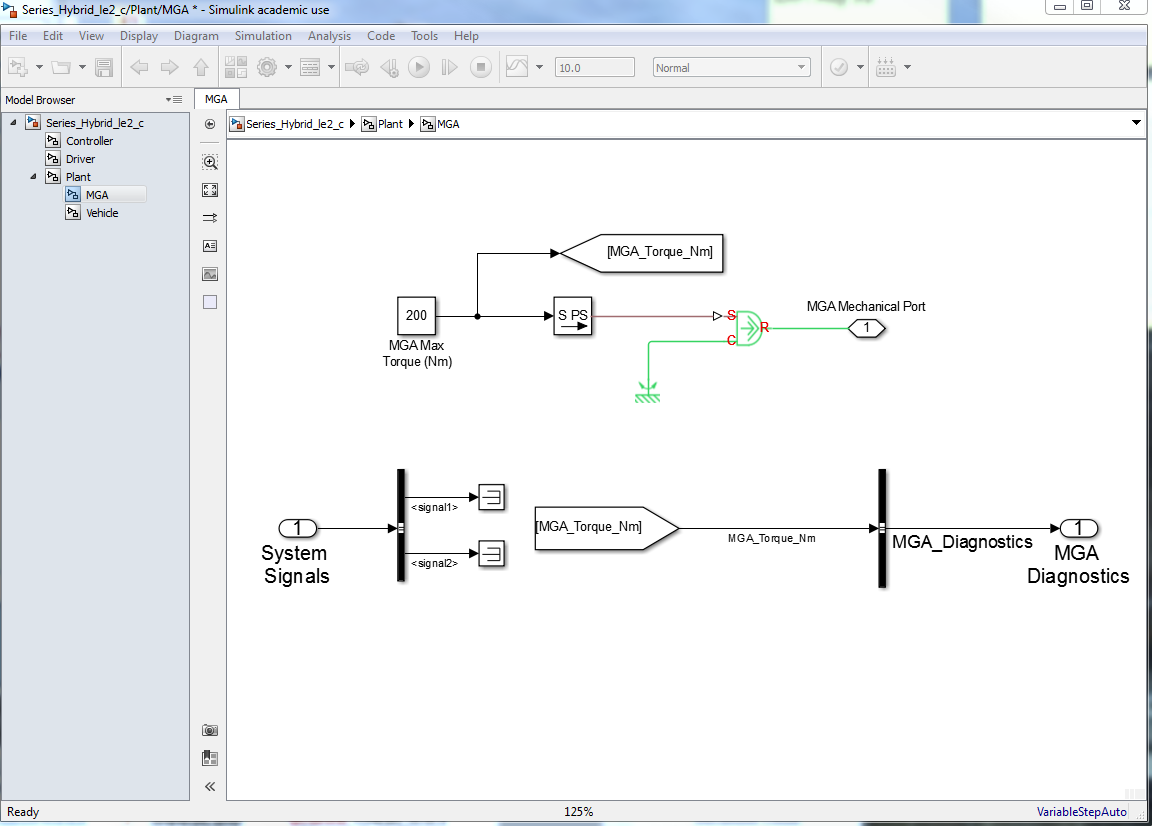 Series_Hybrid_le2_c/Plant/MGA * - Simulink academic use
File Edit View Display Diagram Simulation Analysis Code Tools Help
10.0
Normal
Model Browser
MGA
Series_Hybrid_le2_c
Controller
Driver
Plant
MGA
Vehicle
Series_Hybrid_le2_c Plant MGA
[MGA_Torque_Nm]
200
MGA Max
Torque (Nm)
S PS
S
C
R
MGA Mechanical Port
1
1
System
Signals
<signal1>
<signal2>
[MGA_Torque_Nm]
MGA_Torque_Nm
MGA_Diagnostics
1
MGA
Diagnostics
Ready
125%
VariableStepAuto